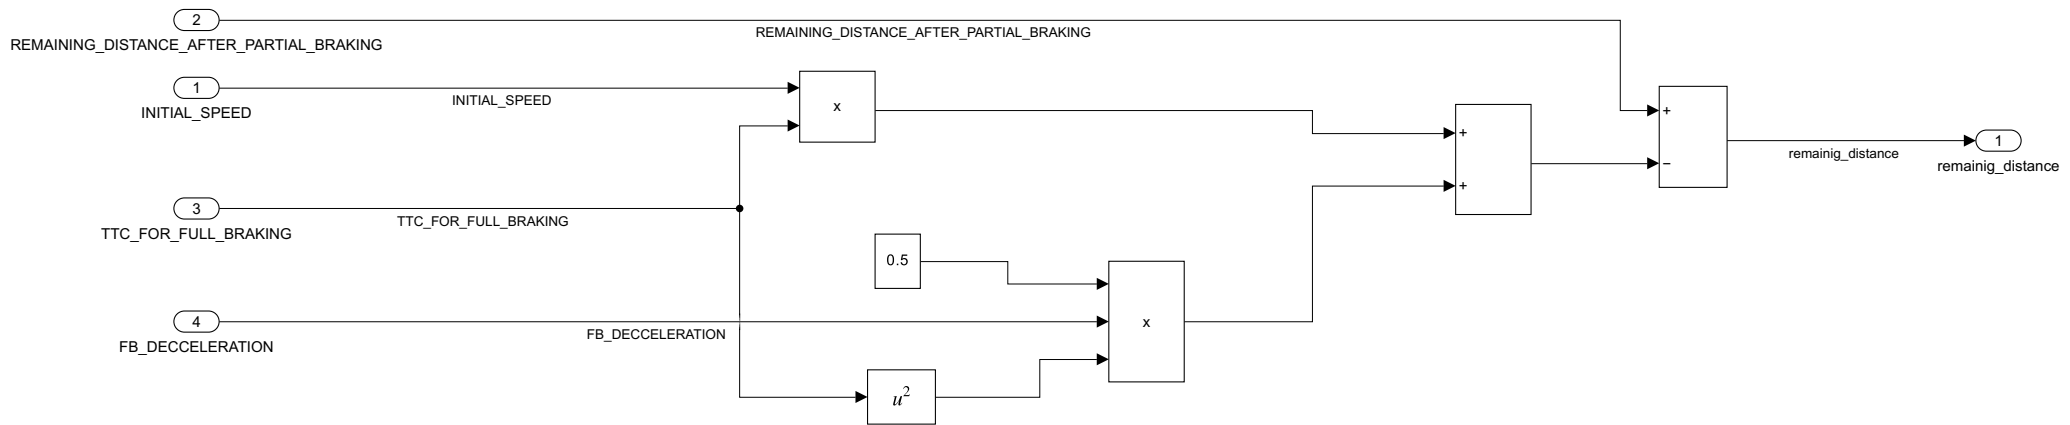 2
REMAINING_DISTANCE_AFTER_PARTIAL_BRAKING
REMAINING_DISTANCE_AFTER_PARTIAL_BRAKING
1
INITIAL_SPEED
INITIAL_SPEED
x
+
+
+
−
remainig_distance
1
remainig_distance
3
TTC_FOR_FULL_BRAKING
TTC_FOR_FULL_BRAKING
0.5
4
FB_DECCELERATION
FB_DECCELERATION
x
u²